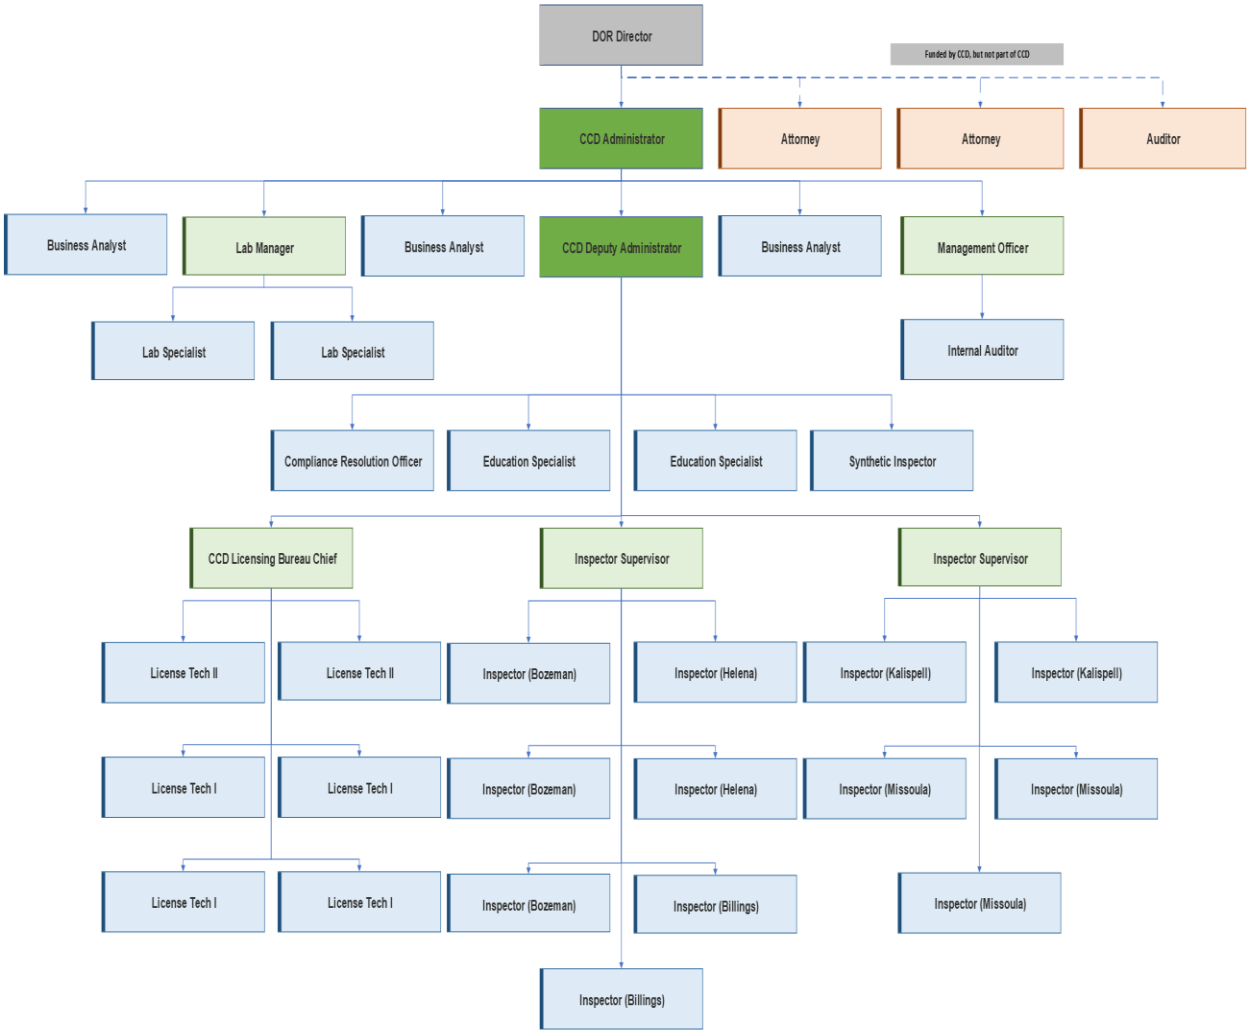 DOR Director
Funded by CCD, but not part of CCD
CCD Administrator
Attorney
Attorney
Auditor
Business Analyst
Lab Manager
Business Analyst
CCD Deputy Administrator
Business Analyst
Management Officer
Lab Specialist
Lab Specialist
Internal Auditor
Compliance Resolution Officer
Education Specialist
Education Specialist
Synthetic Inspector
CCD Licensing Bureau Chief
Inspector Supervisor
Inspector Supervisor
License Tech II
License Tech II
Inspector (Bozeman)
Inspector (Helena)
Inspector (Kalispell)
Inspector (Kalispell)
License Tech I
License Tech I
Inspector (Bozeman)
Inspector (Helena)
Inspector (Missoula)
Inspector (Missoula)
License Tech I
License Tech I
Inspector (Bozeman)
Inspector (Billings)
Inspector (Missoula)
Inspector (Billings)